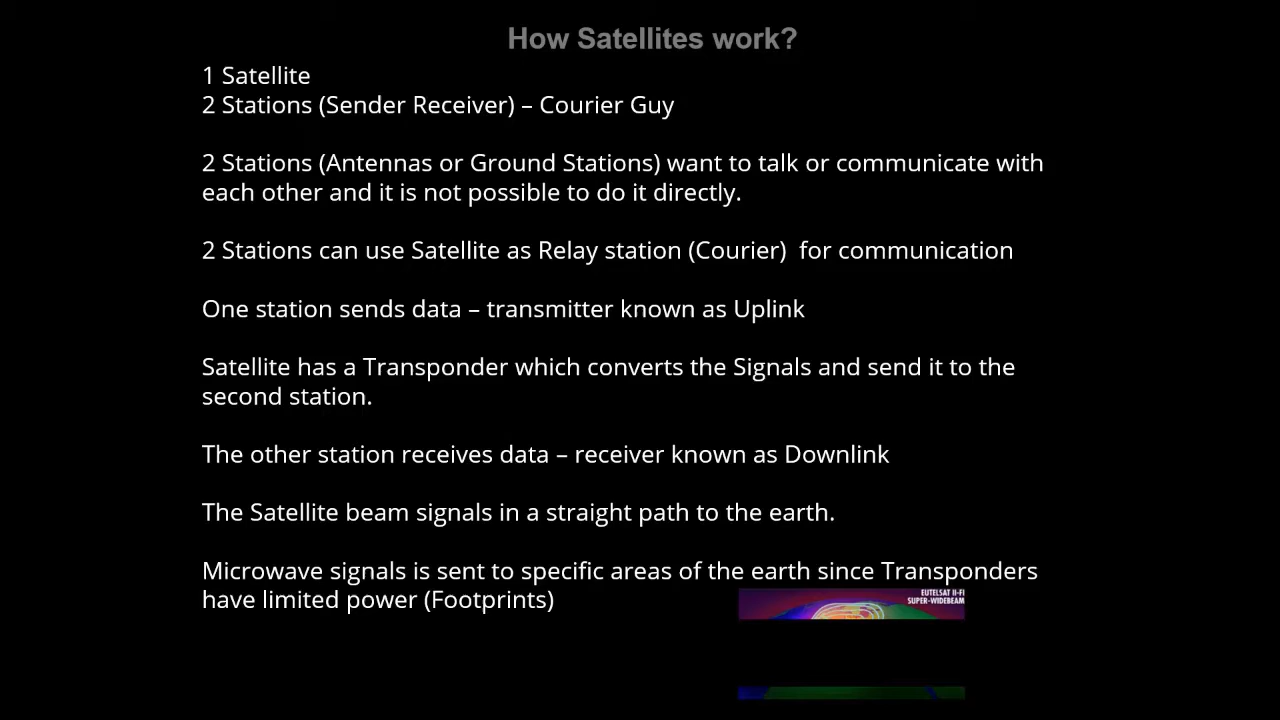 How Satellites work?
1 Satellite
2 Stations (Sender Receiver) – Courier Guy
2 Stations (Antennas or Ground Stations) want to talk or communicate with
each other and it is not possible to do it directly.
2 Stations can use Satellite as Relay station (Courier)  for communication
One station sends data – transmitter known as Uplink
Satellite has a Transponder which converts the Signals and send it to the
second station.
The other station receives data – receiver known as Downlink
The Satellite beam signals in a straight path to the earth.
Microwave signals is sent to specific areas of the earth since Transponders
have limited power (Footprints)
EUTELSAT II-FI
SUPER-WIDEBEAM